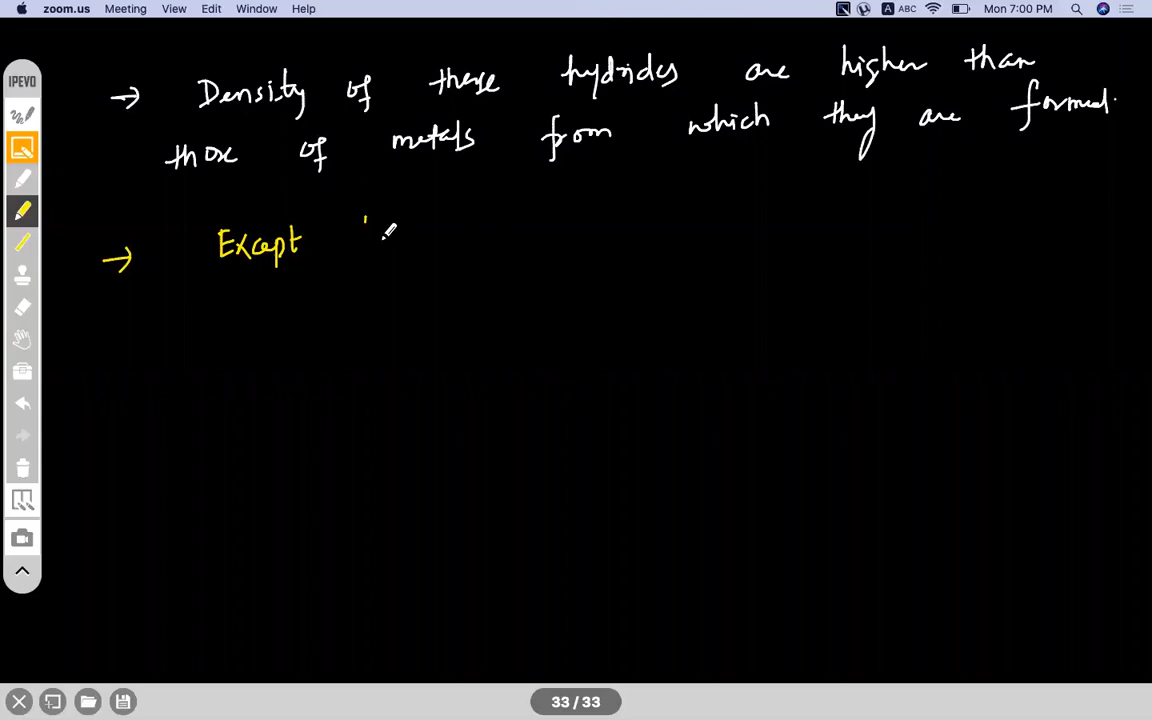 zoom.us Meeting View Edit Window Help A ABC Mon 7:00 PM
IPEVO
→ Density of these hydrides are higher than
those of metals from which they are formed.
→ Except '
33 / 33